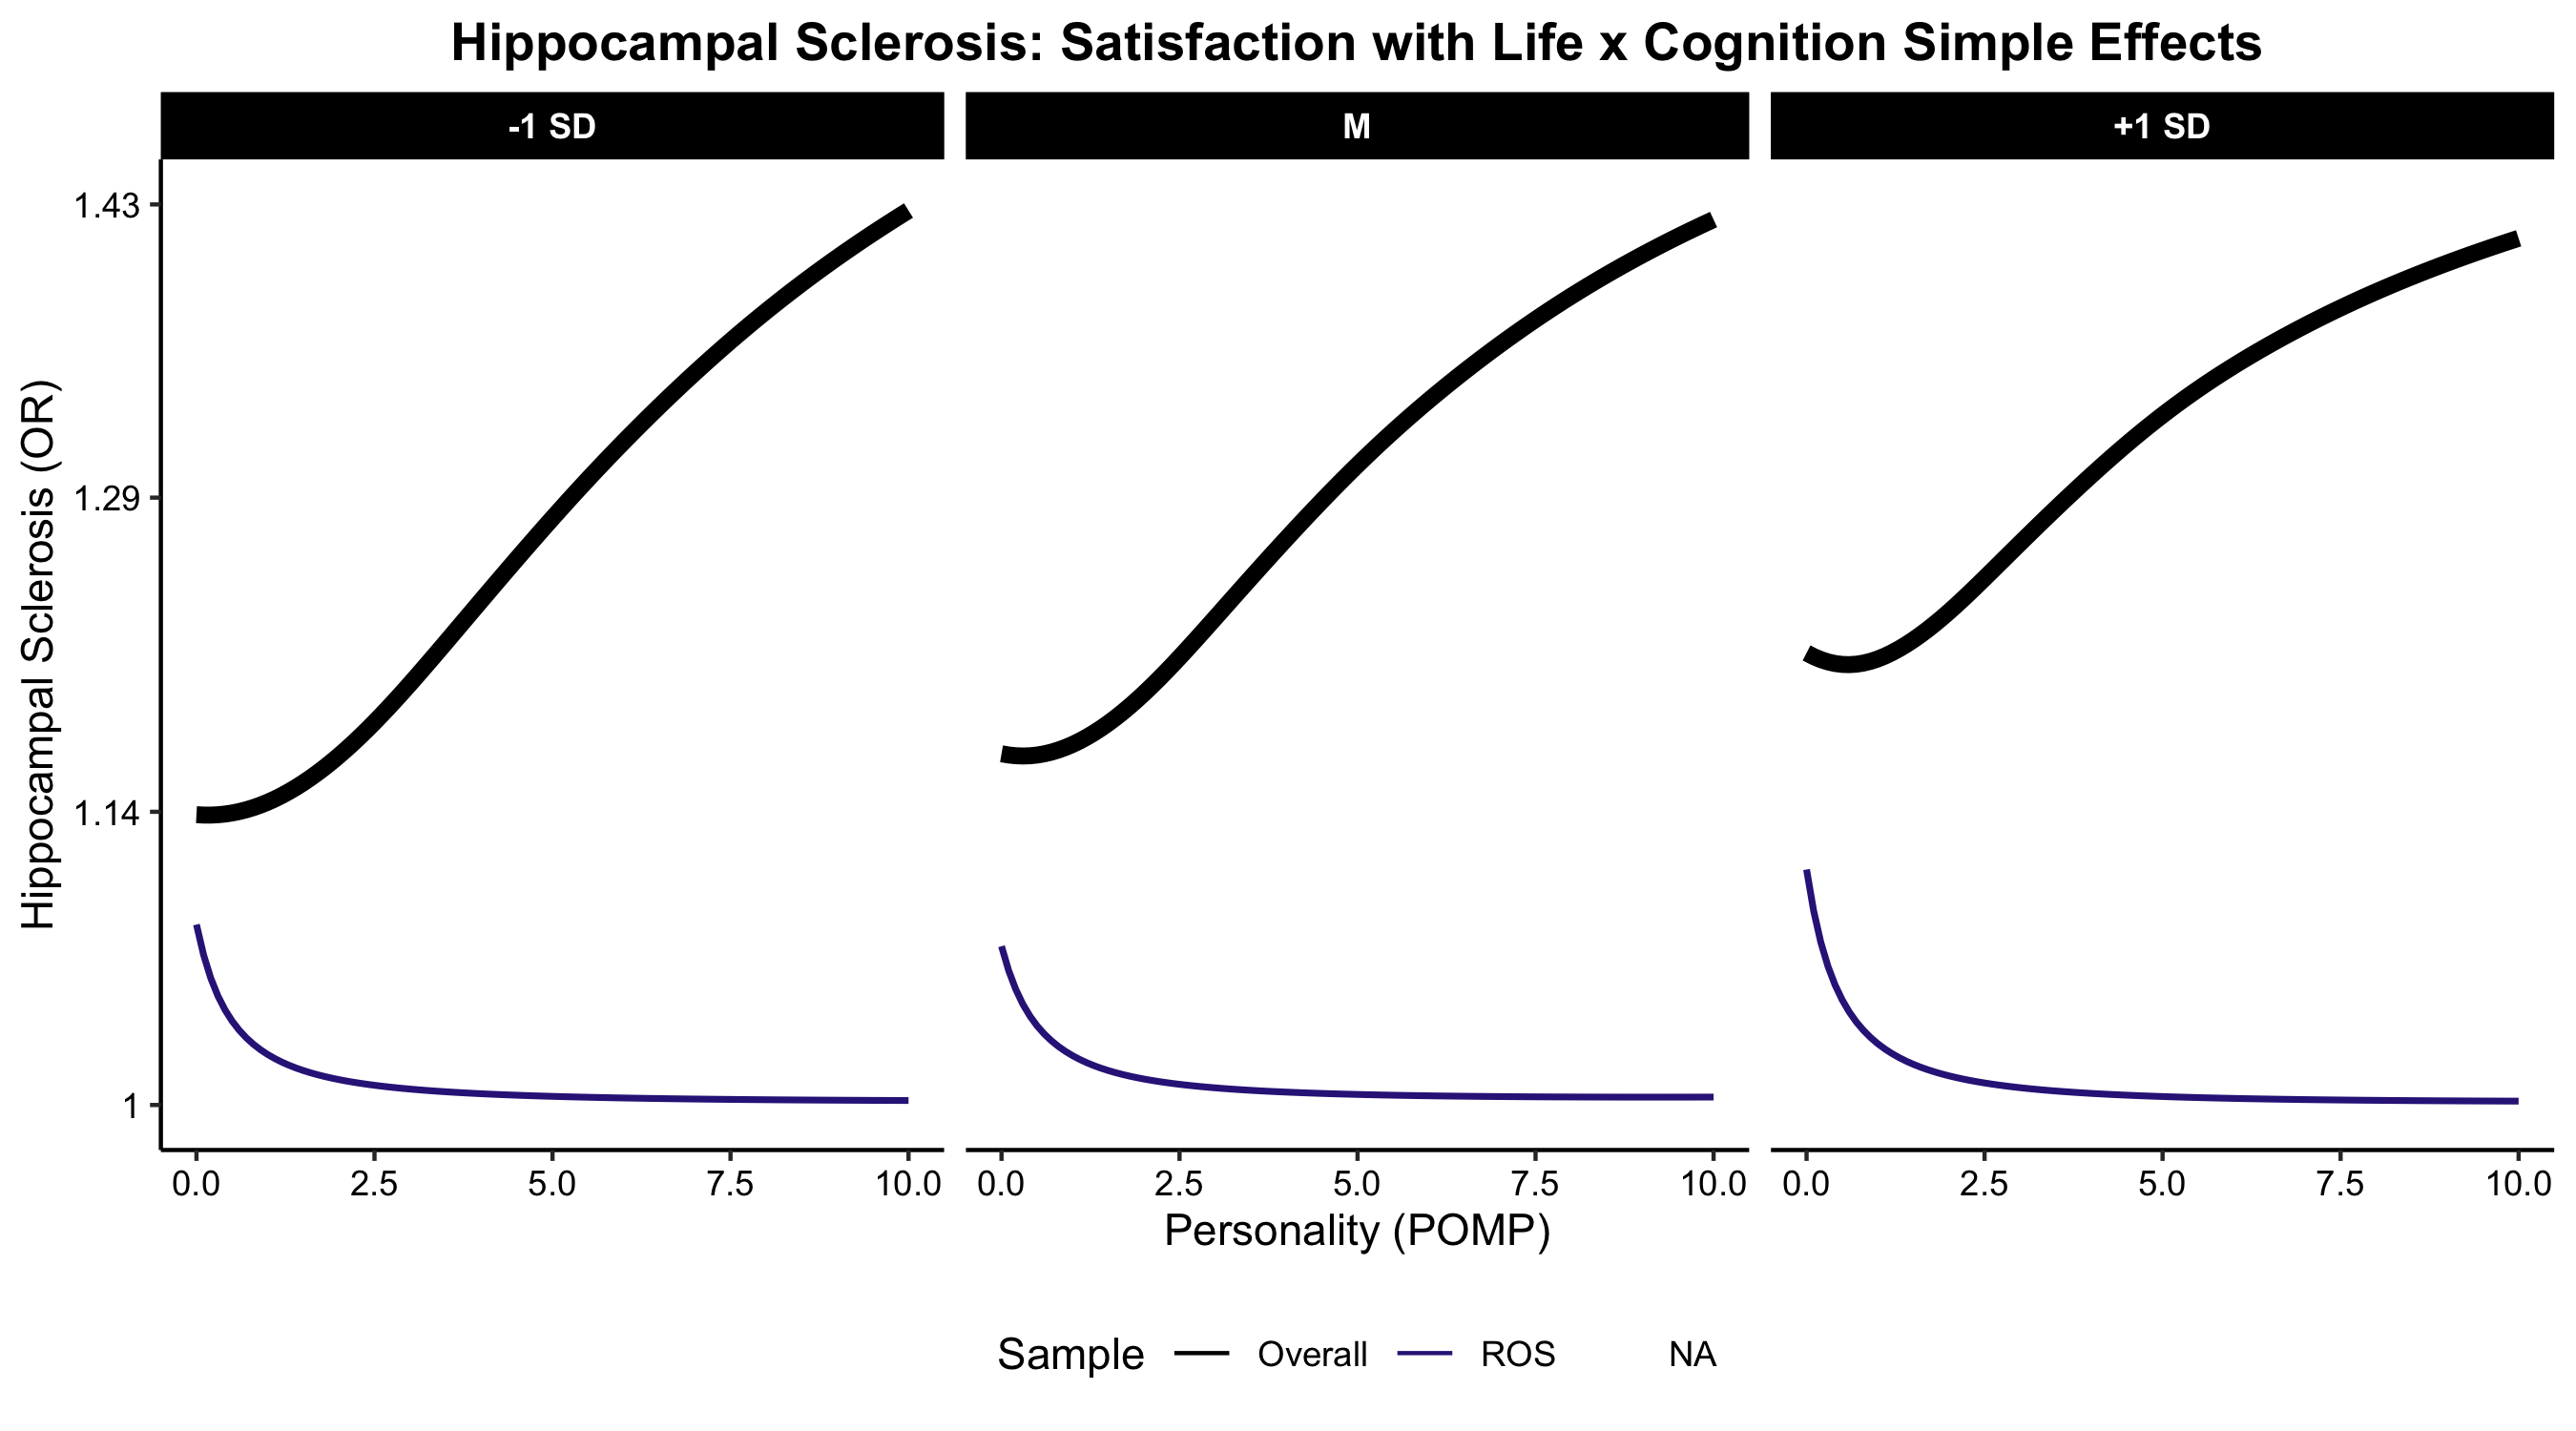 Hippocampal Sclerosis: Satisfaction with Life x Cognition Simple Effects
-1 SD M +1 SD
Hippocampal Sclerosis (OR)
1.43
1.29
1.14
1
0.0 2.5 5.0 7.5 10.0 0.0 2.5 5.0 7.5 10.0 0.0 2.5 5.0 7.5 10.0
Personality (POMP)
Sample Overall ROS NA